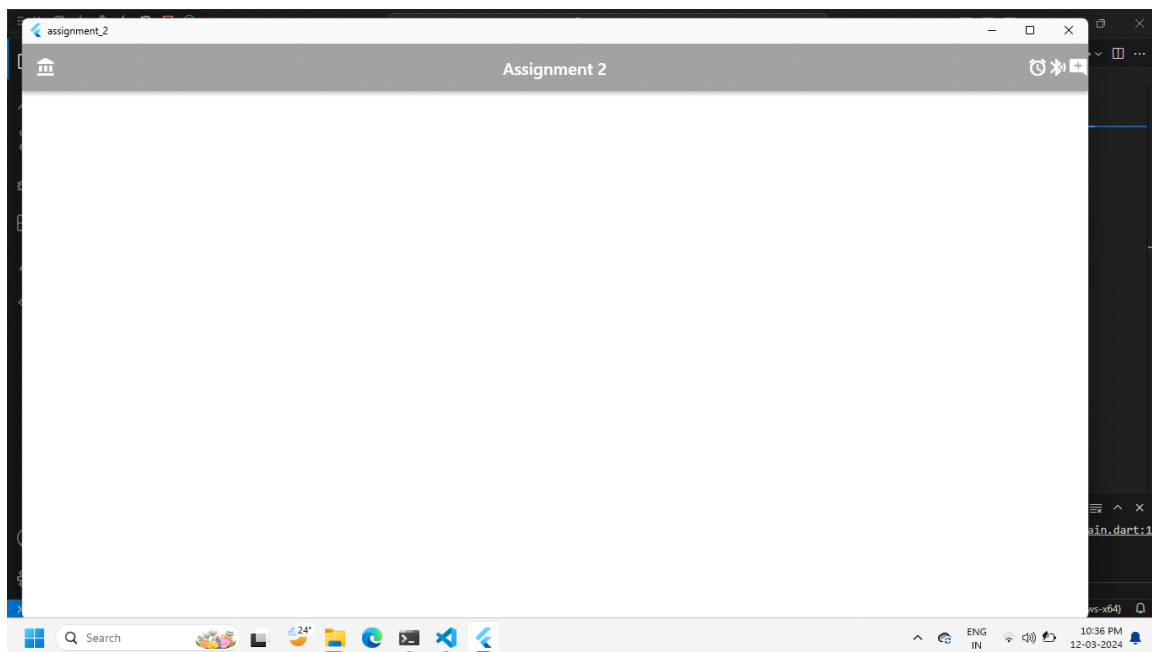 assignment_2
Assignment 2
ain.dart:1
ws-x64)
Search
24°
ENG
IN
10:36 PM
12-03-2024